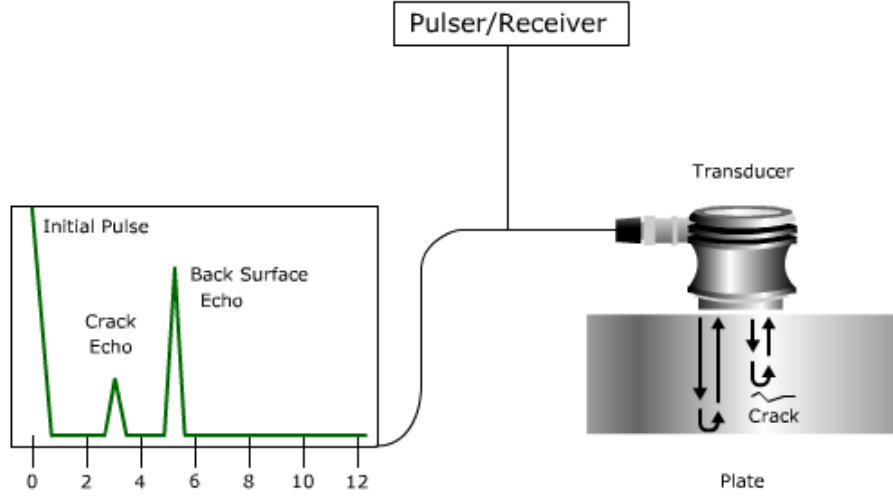 Pulser/Receiver
Transducer
Initial Pulse
Back Surface
Echo
Crack
Echo
Crack
0 2 4 6 8 10 12
Plate